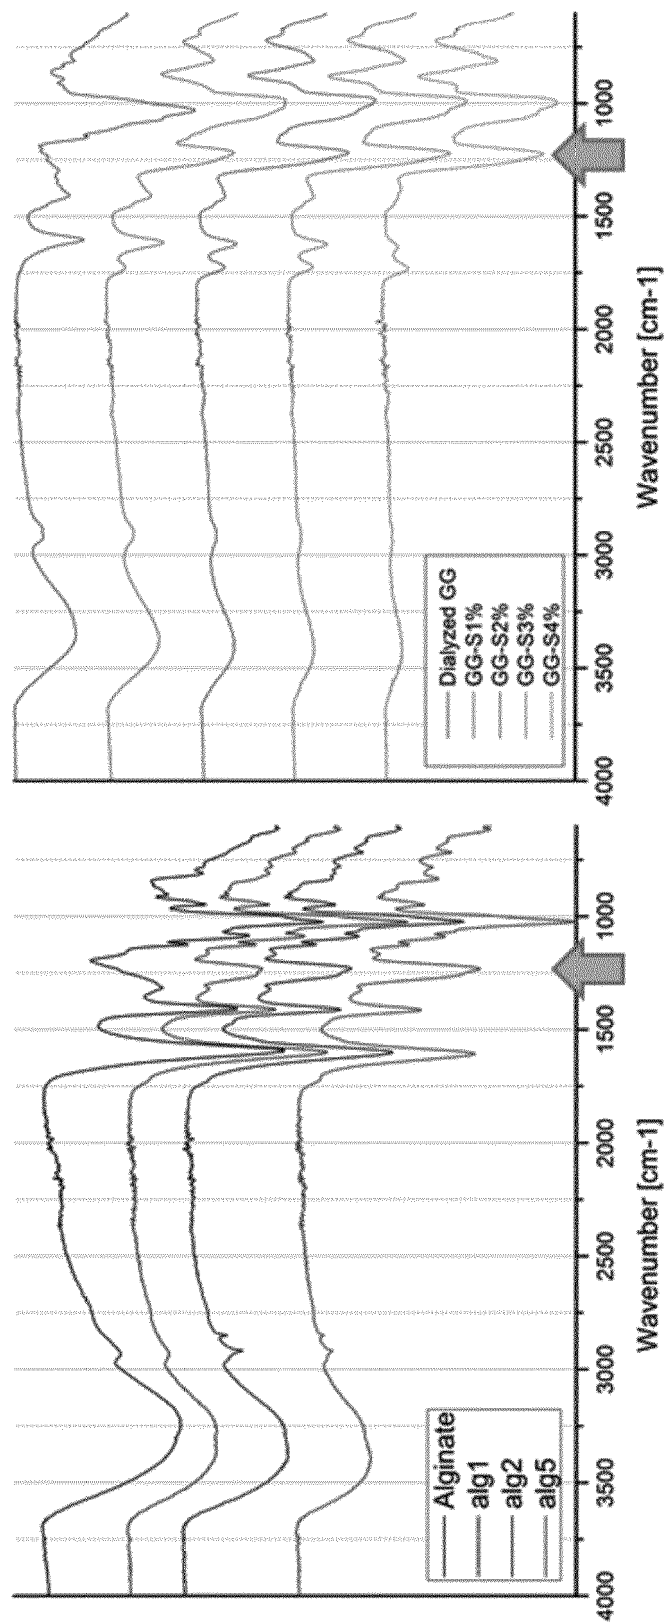 Alginate
alg1
alg2
alg5
4000 3500 3000 2500 2000 1500 1000
Wavenumber [cm-1]
Dialyzed GG
GG-S1%
GG-S2%
GG-S3%
GG-S4%
4000 3500 3000 2500 2000 1500 1000
Wavenumber [cm-1]